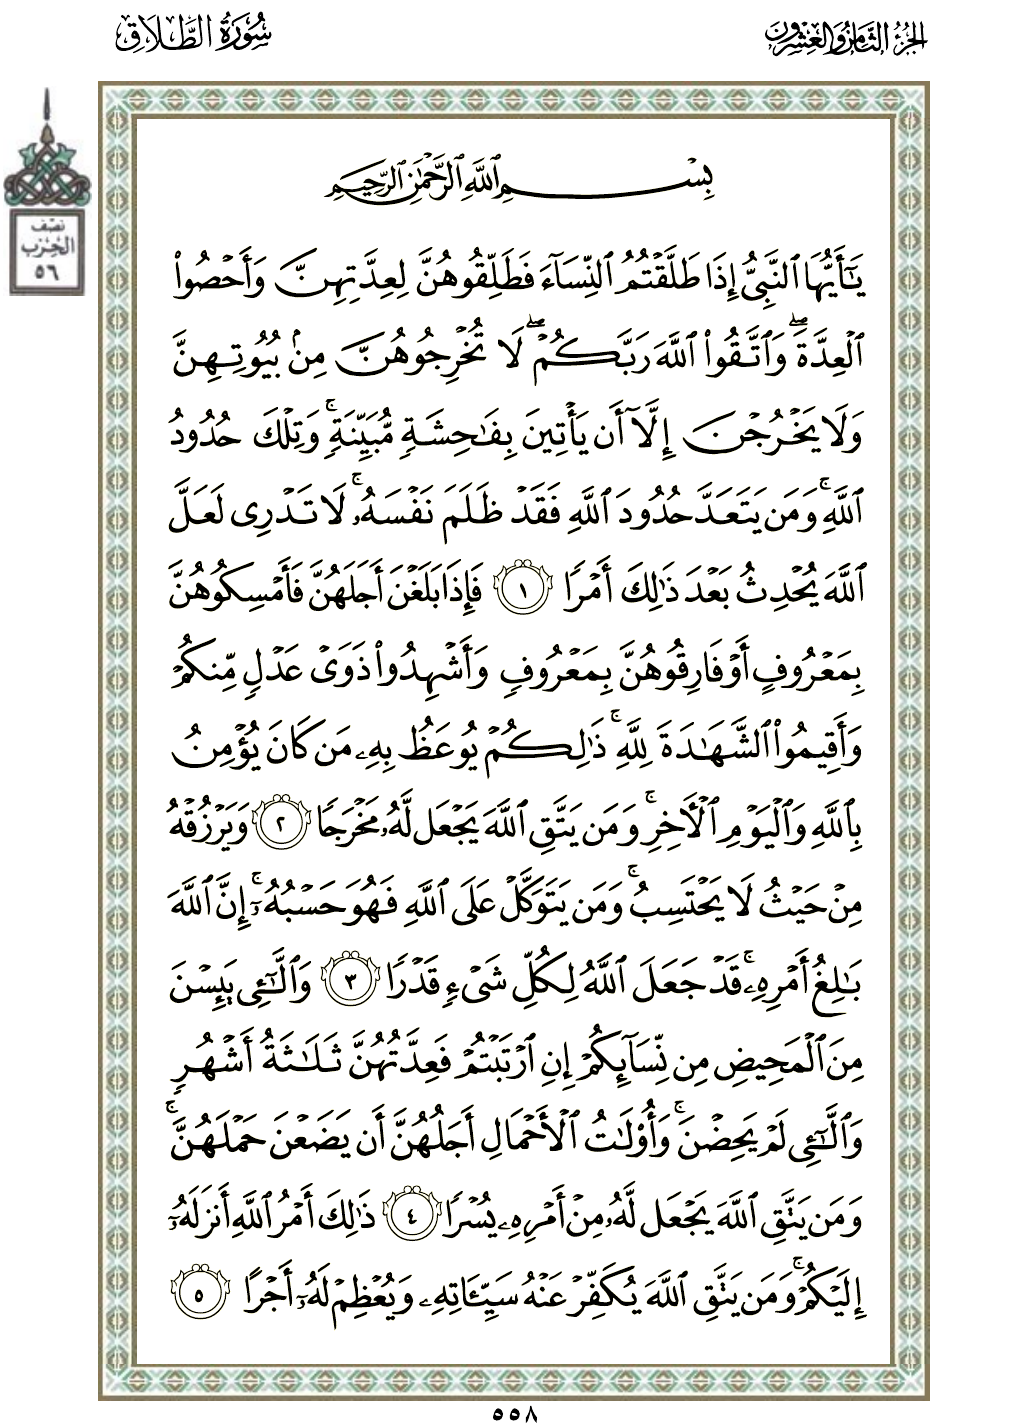 الجزء الثامن والعشرون
سُورَةُ الطَّلَاقِ
نصف
الحزب
٥٦
بِسْمِ ٱللَّهِ ٱلرَّحْمَٰنِ ٱلرَّحِيمِ
يَٰٓأَيُّهَا ٱلنَّبِىُّ إِذَا طَلَّقْتُمُ ٱلنِّسَآءَ فَطَلِّقُوهُنَّ لِعِدَّتِهِنَّ وَأَحْصُوا۟
ٱلْعِدَّةَ ۖ وَٱتَّقُوا۟ ٱللَّهَ رَبَّكُمْ ۖ لَا تُخْرِجُوهُنَّ مِنۢ بُيُوتِهِنَّ
وَلَا يَخْرُجْنَ إِلَّآ أَن يَأْتِينَ بِفَٰحِشَةٍ مُّبَيِّنَةٍ ۚ وَتِلْكَ حُدُودُ
ٱللَّهِ ۚ وَمَن يَتَعَدَّ حُدُودَ ٱللَّهِ فَقَدْ ظَلَمَ نَفْسَهُۥ ۚ لَا تَدْرِى لَعَلَّ
ٱللَّهَ يُحْدِثُ بَعْدَ ذَٰلِكَ أَمْرًا ١ فَإِذَا بَلَغْنَ أَجَلَهُنَّ فَأَمْسِكُوهُنَّ
بِمَعْرُوفٍ أَوْ فَارِقُوهُنَّ بِمَعْرُوفٍ وَأَشْهِدُوا۟ ذَوَىْ عَدْلٍ مِّنكُمْ
وَأَقِيمُوا۟ ٱلشَّهَٰدَةَ لِلَّهِ ۚ ذَٰلِكُمْ يُوعَظُ بِهِۦ مَن كَانَ يُؤْمِنُ
بِٱللَّهِ وَٱلْيَوْمِ ٱلْءَاخِرِ ۚ وَمَن يَتَّقِ ٱللَّهَ يَجْعَل لَّهُۥ مَخْرَجًا ٢ وَيَرْزُقْهُ
مِنْ حَيْثُ لَا يَحْتَسِبُ ۚ وَمَن يَتَوَكَّلْ عَلَى ٱللَّهِ فَهُوَ حَسْبُهُۥٓ ۚ إِنَّ ٱللَّهَ
بَٰلِغُ أَمْرِهِۦ ۚ قَدْ جَعَلَ ٱللَّهُ لِكُلِّ شَىْءٍ قَدْرًا ٣ وَٱلَّٰٓـِٔى يَئِسْنَ
مِنَ ٱلْمَحِيضِ مِن نِّسَآئِكُمْ إِنِ ٱرْتَبْتُمْ فَعِدَّتُهُنَّ ثَلَٰثَةُ أَشْهُرٍ
وَٱلَّٰٓـِٔى لَمْ يَحِضْنَ ۚ وَأُو۟لَٰتُ ٱلْأَحْمَالِ أَجَلُهُنَّ أَن يَضَعْنَ حَمْلَهُنَّ ۚ
وَمَن يَتَّقِ ٱللَّهَ يَجْعَل لَّهُۥ مِنْ أَمْرِهِۦ يُسْرًا ٤ ذَٰلِكَ أَمْرُ ٱللَّهِ أَنزَلَهُۥٓ
إِلَيْكُمْ ۚ وَمَن يَتَّقِ ٱللَّهَ يُكَفِّرْ عَنْهُ سَيِّـَٔاتِهِۦ وَيُعْظِمْ لَهُۥٓ أَجْرًا ٥
٥٥٨